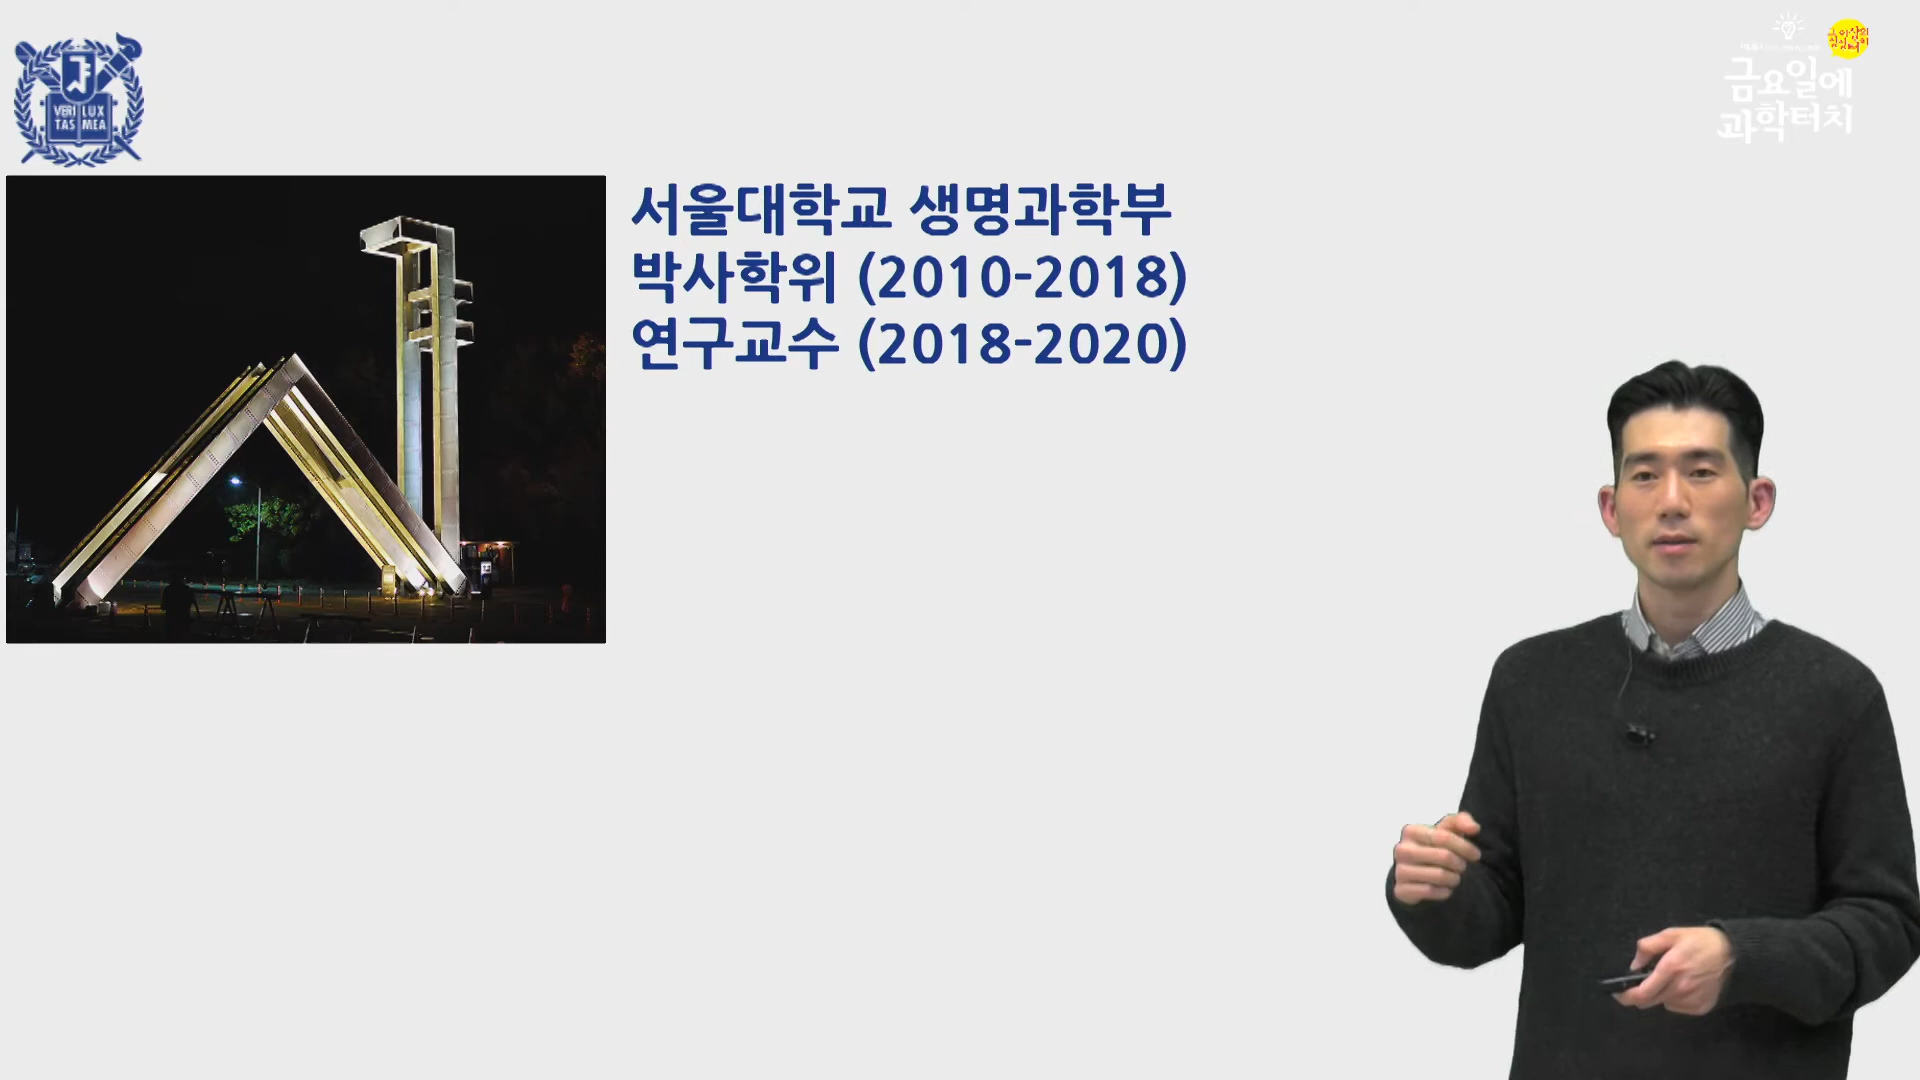 VERI LUX
TAS MEA
금요일에
과학터치
서울대학교 생명과학부
박사학위 (2010-2018)
연구교수 (2018-2020)